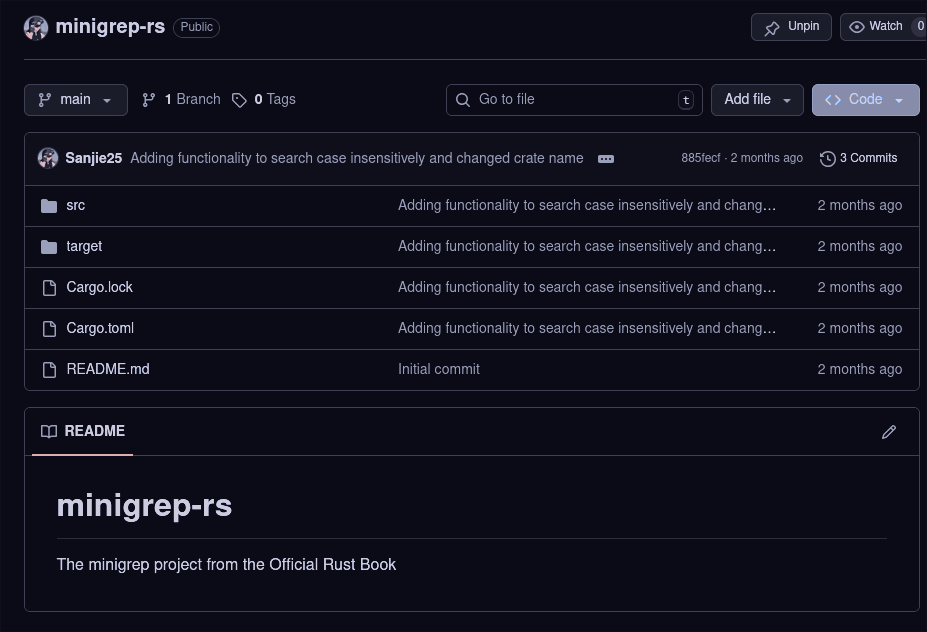 minigrep-rs Public Unpin Watch 0
main 1 Branch 0 Tags Go to file t Add file Code
Sanjie25 Adding functionality to search case insensitively and changed crate name 885fecf · 2 months ago 3 Commits
src Adding functionality to search case insensitively and chang… 2 months ago
target Adding functionality to search case insensitively and chang… 2 months ago
Cargo.lock Adding functionality to search case insensitively and chang… 2 months ago
Cargo.toml Adding functionality to search case insensitively and chang… 2 months ago
README.md Initial commit 2 months ago
README
minigrep-rs
The minigrep project from the Official Rust Book